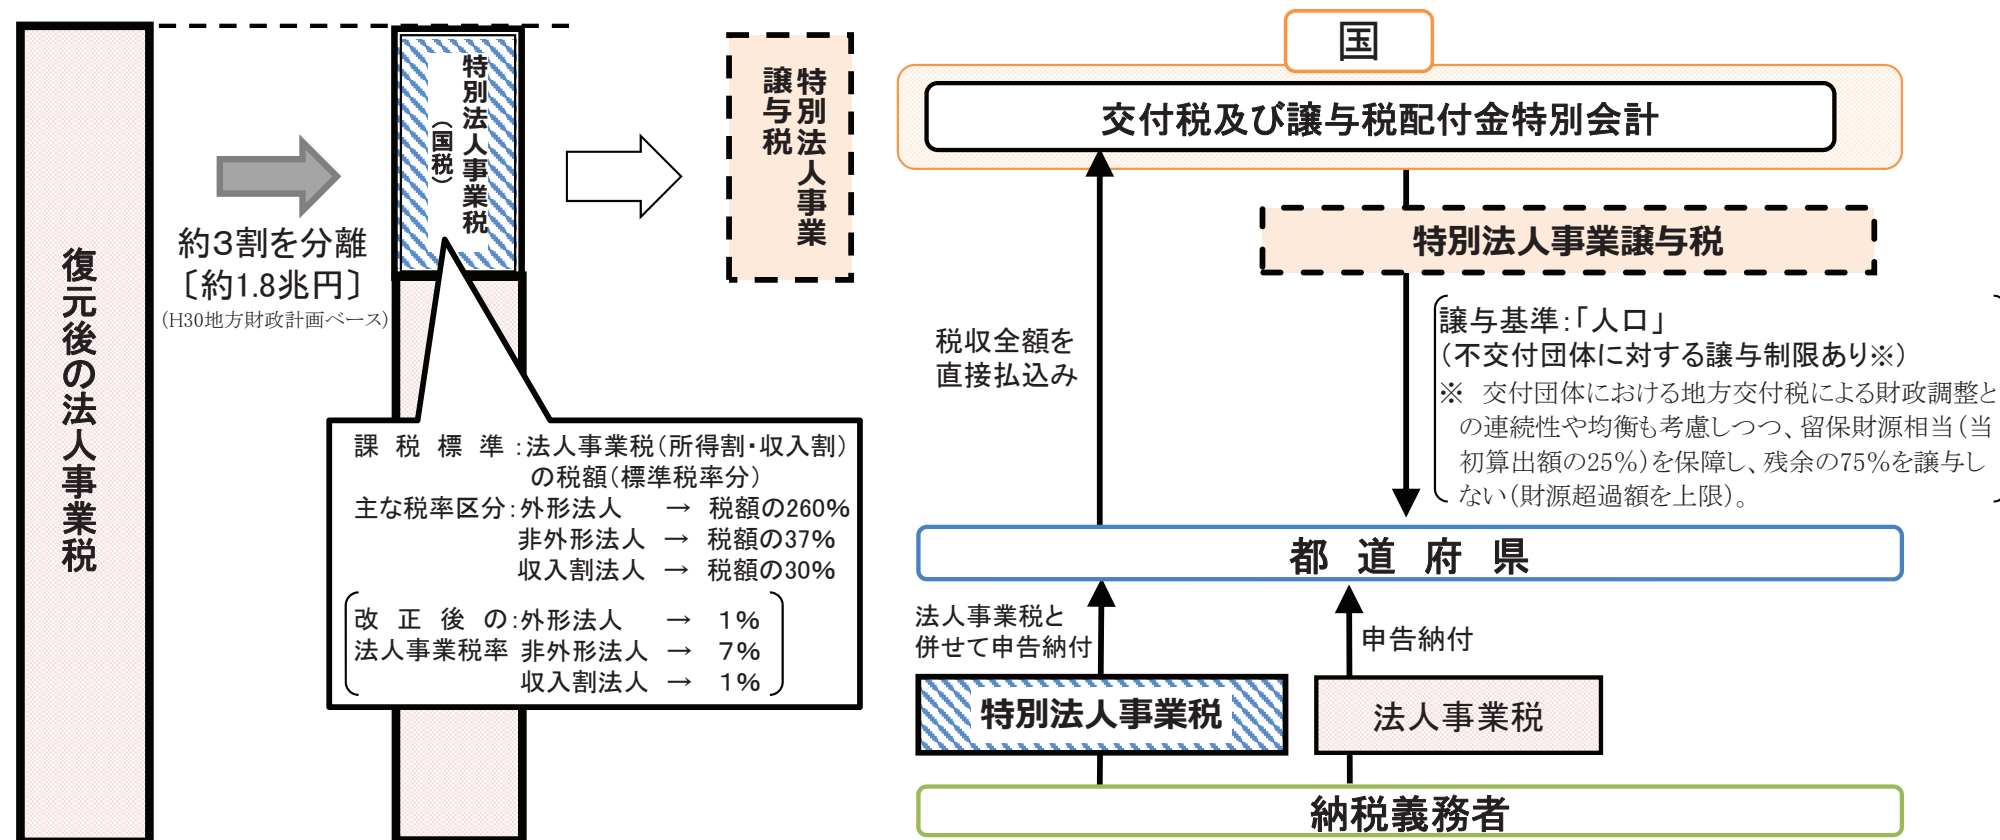 復元後の法人事業税
約3割を分離
〔約1.8兆円〕
(H30地方財政計画ベース)
特別法人事業税
(国税)
特別法人事業
譲与税
課税標準:法人事業税(所得割・収入割)
の税額(標準税率分)
主な税率区分:外形法人 → 税額の260%
非外形法人 → 税額の37%
収入割法人 → 税額の30%
改正後の:外形法人 → 1%
法人事業税率 非外形法人 → 7%
収入割法人 → 1%
国
交付税及び譲与税配付金特別会計
特別法人事業譲与税
税収全額を
直接払込み
譲与基準:「人口」
(不交付団体に対する譲与制限あり※)
※ 交付団体における地方交付税による財政調整と
の連続性や均衡も考慮しつつ、留保財源相当(当
初算出額の25%)を保障し、残余の75%を譲与し
ない(財源超過額を上限)。
都道府県
法人事業税と
併せて申告納付
申告納付
特別法人事業税
法人事業税
納税義務者